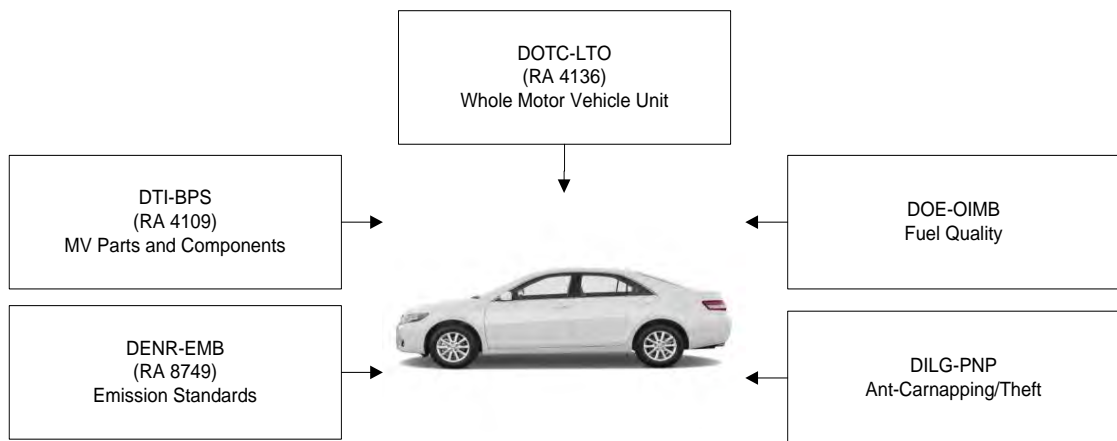 DOTC-LTO
(RA 4136)
Whole Motor Vehicle Unit
DTI-BPS
(RA 4109)
MV Parts and Components
DOE-OIMB
Fuel Quality
DENR-EMB
(RA 8749)
Emission Standards
DILG-PNP
Ant-Carnapping/Theft